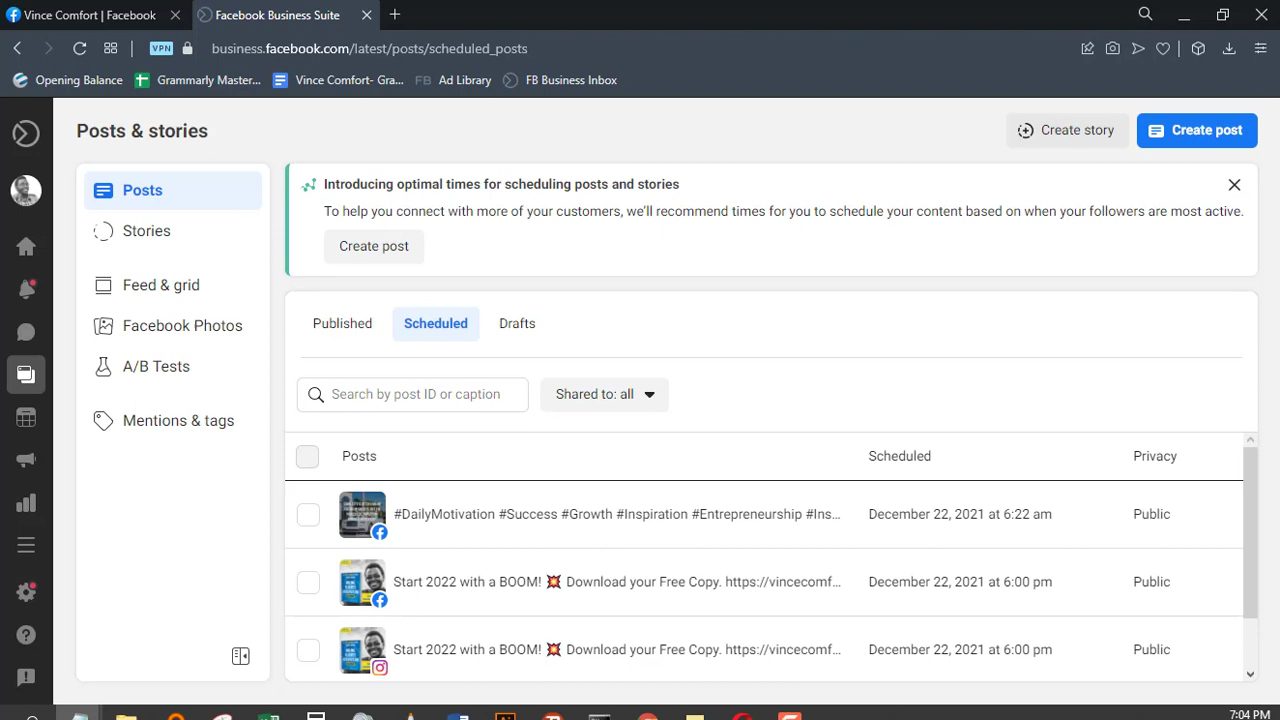 Vince Comfort | Facebook
Facebook Business Suite
VPN
business.facebook.com/latest/posts/scheduled_posts
Opening Balance
Grammarly Master...
Vince Comfort- Gra...
FB Ad Library
FB Business Inbox
Posts & stories
Create story
Create post
Posts
Stories
Feed & grid
Facebook Photos
A/B Tests
Mentions & tags
Introducing optimal times for scheduling posts and stories
To help you connect with more of your customers, we'll recommend times for you to schedule your content based on when your followers are most active.
Create post
Published
Scheduled
Drafts
Search by post ID or caption
Shared to: all
Posts
Scheduled
Privacy
#DailyMotivation #Success #Growth #Inspiration #Entrepreneurship #Ins...
December 22, 2021 at 6:22 am
Public
Start 2022 with a BOOM! 💥 Download your Free Copy. https://vincecomf...
December 22, 2021 at 6:00 pm
Public
Start 2022 with a BOOM! 💥 Download your Free Copy. https://vincecomf...
December 22, 2021 at 6:00 pm
Public
7:04 PM